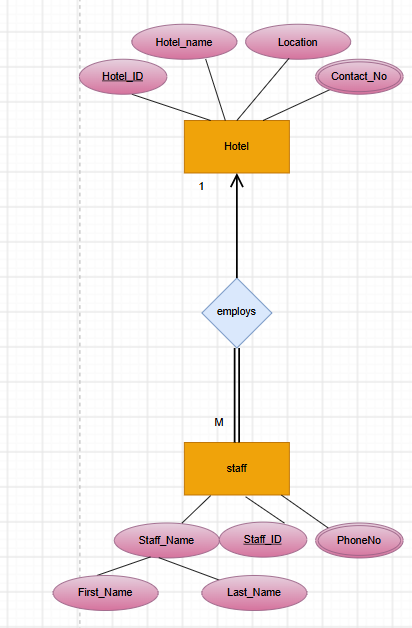 Hotel_name
Location
Hotel_ID
Contact_No
Hotel
1
employs
M
staff
Staff_Name
Staff_ID
PhoneNo
First_Name
Last_Name